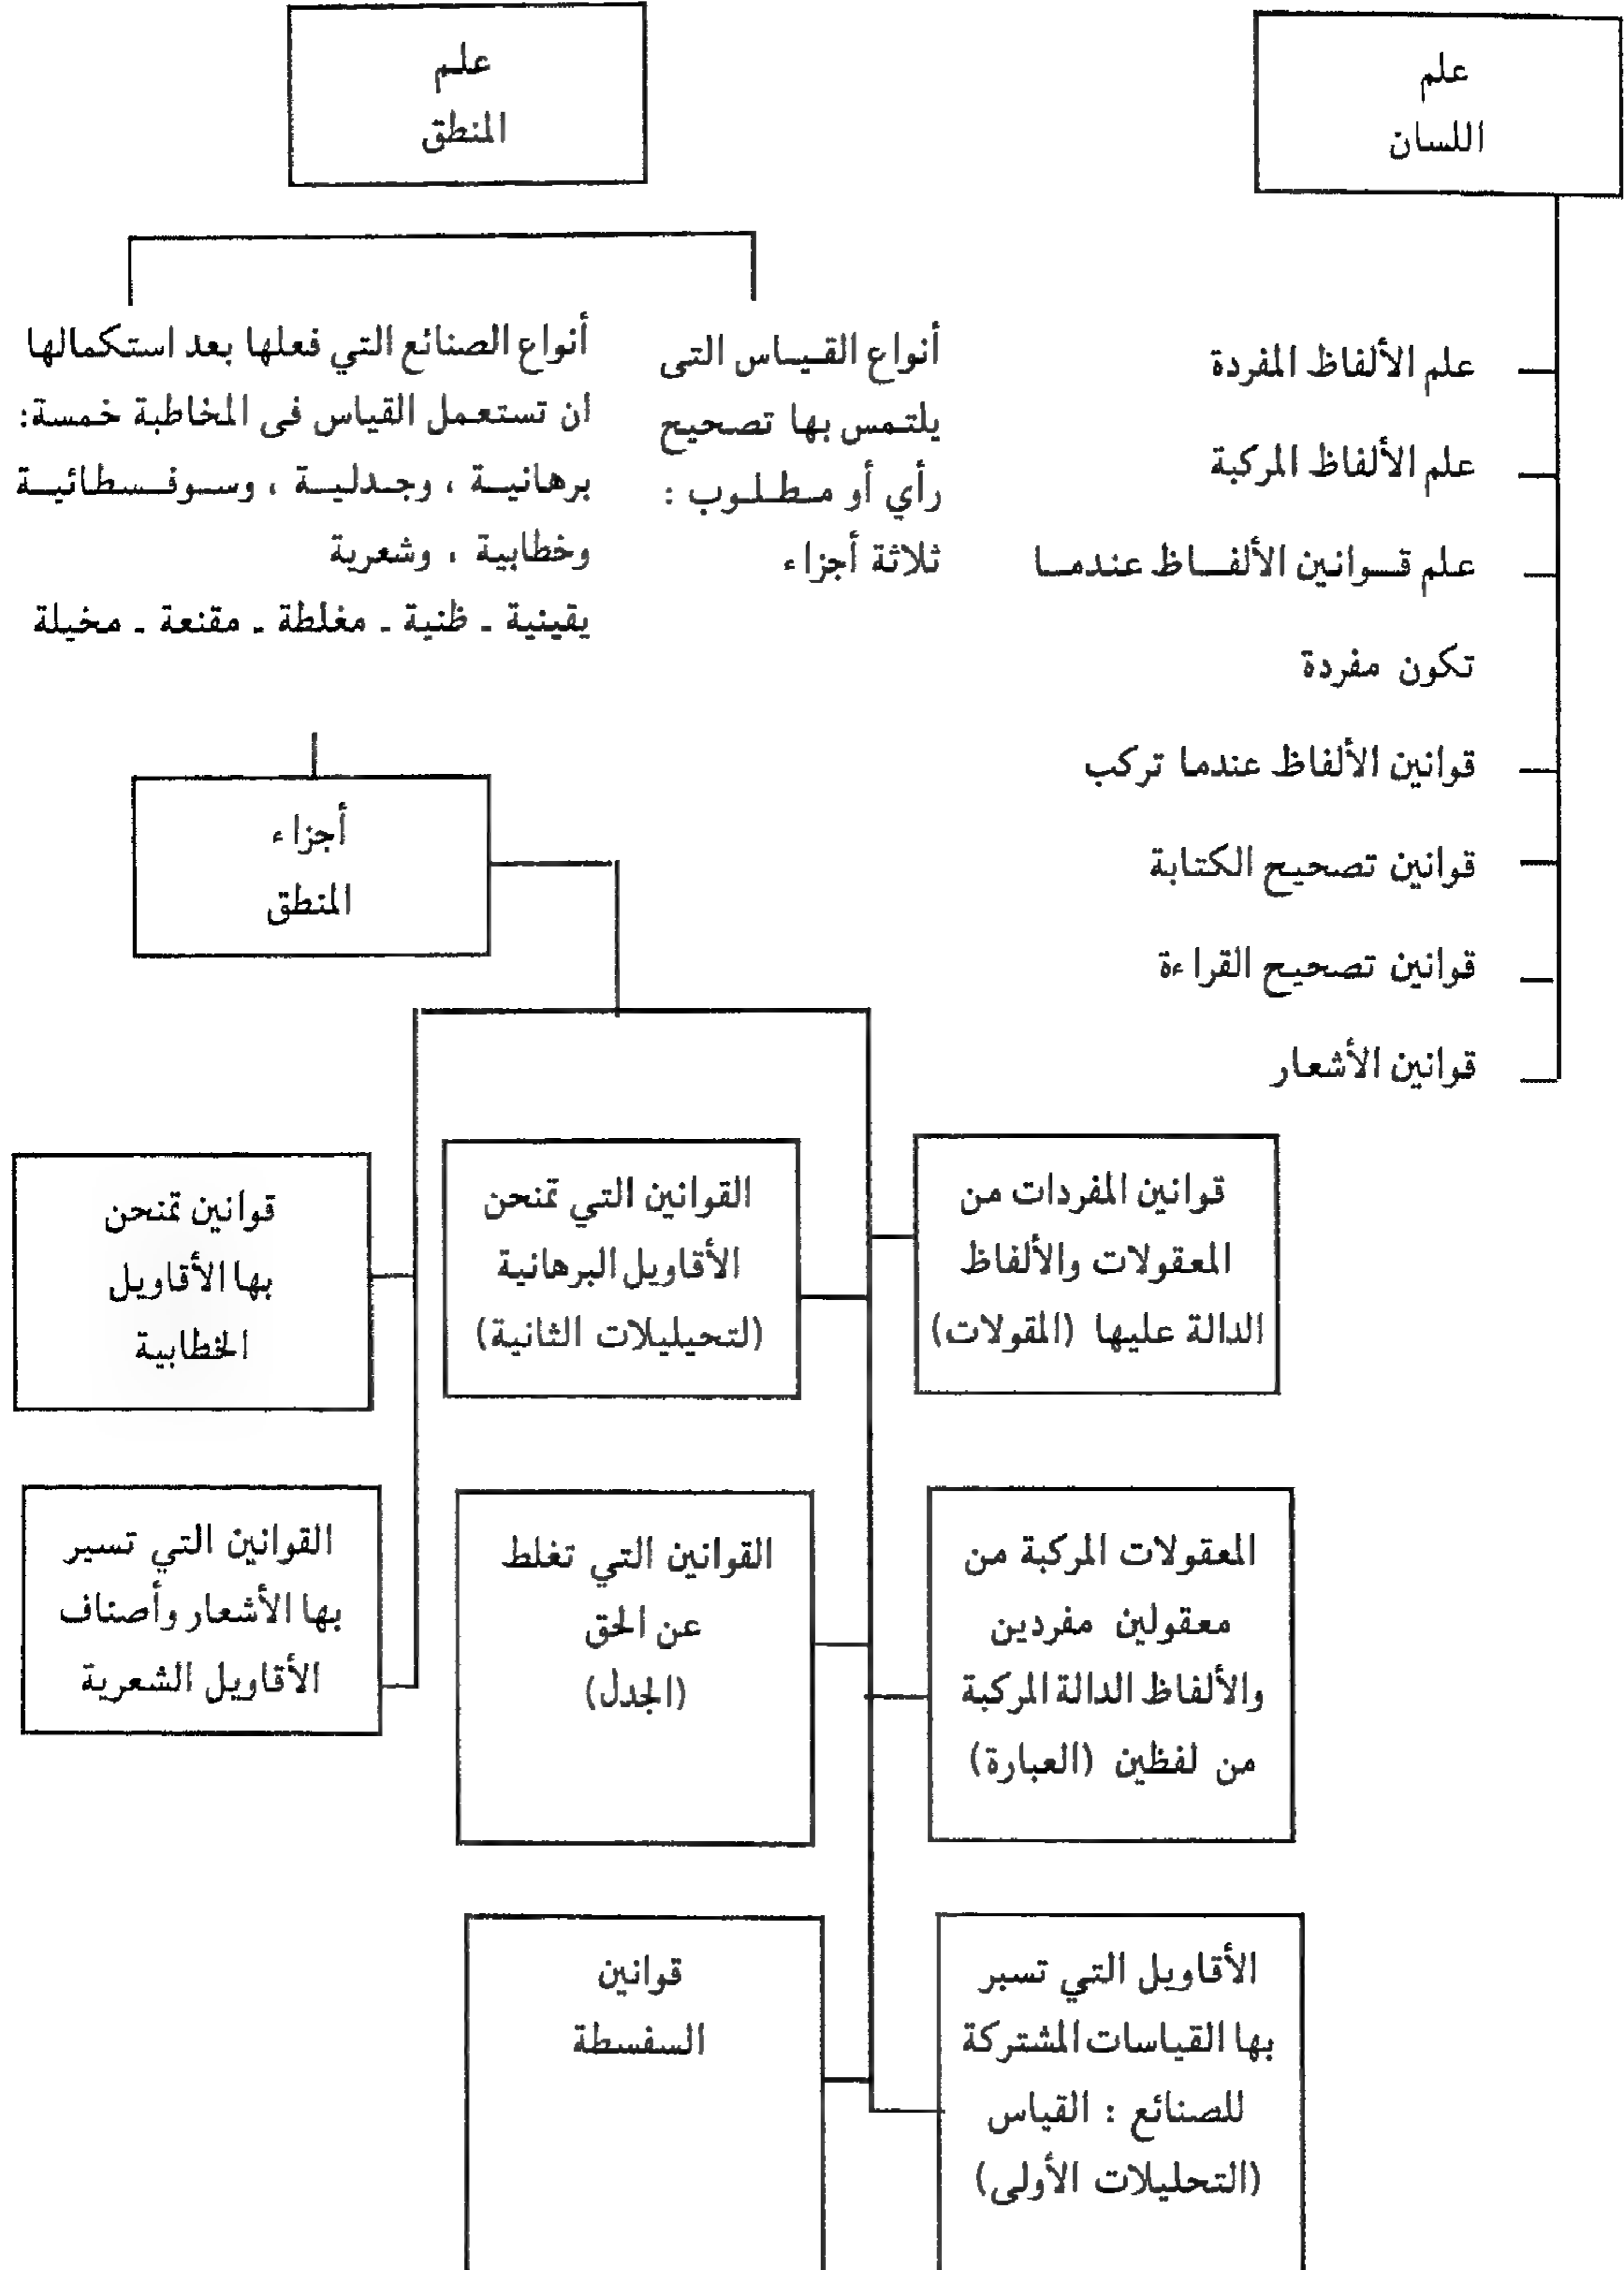 علم
اللسان
علم الألفاظ المفردة
علم الألفاظ المركبة
علم قوانين الألفاظ عندما
تكون مفردة
قوانين الألفاظ عندما تركب
قوانين تصحيح الكتابة
قوانين تصحيح القراءة
قوانين الأشعار
علم
المنطق
أنواع القياس التى
يلتمس بها تصحيح
رأي أو مطلوب :
ثلاثة أجزاء
أنواع الصنائع التي فعلها بعد استكمالها
ان تستعمل القياس فى المخاطبة خمسة:
برهانية ، وجدلية ، وسوفسطائية
وخطابية ، وشعرية
يقينية ـ ظنية ـ مغلطة ـ مقنعة ـ مخيلة
أجزاء
المنطق
قوانين المفردات من
المعقولات والألفاظ
الدالة عليها (المقولات)
المعقولات المركبة من
معقولين مفردين
والألفاظ الدالة المركبة
من لفظين (العبارة)
الأقاويل التي تسبر
بها القياسات المشتركة
للصنائع : القياس
(التحليلات الأولى)
القوانين التي تمنحن
الأقاويل البرهانية
(لتحيليلات الثانية)
القوانين التي تغلط
عن الحق
(الجدل)
قوانين
السفسطة
قوانين تمنحن
بها الأقاويل
الخطابية
القوانين التي تسير
بها الأشعار وأصناف
الأقاويل الشعرية